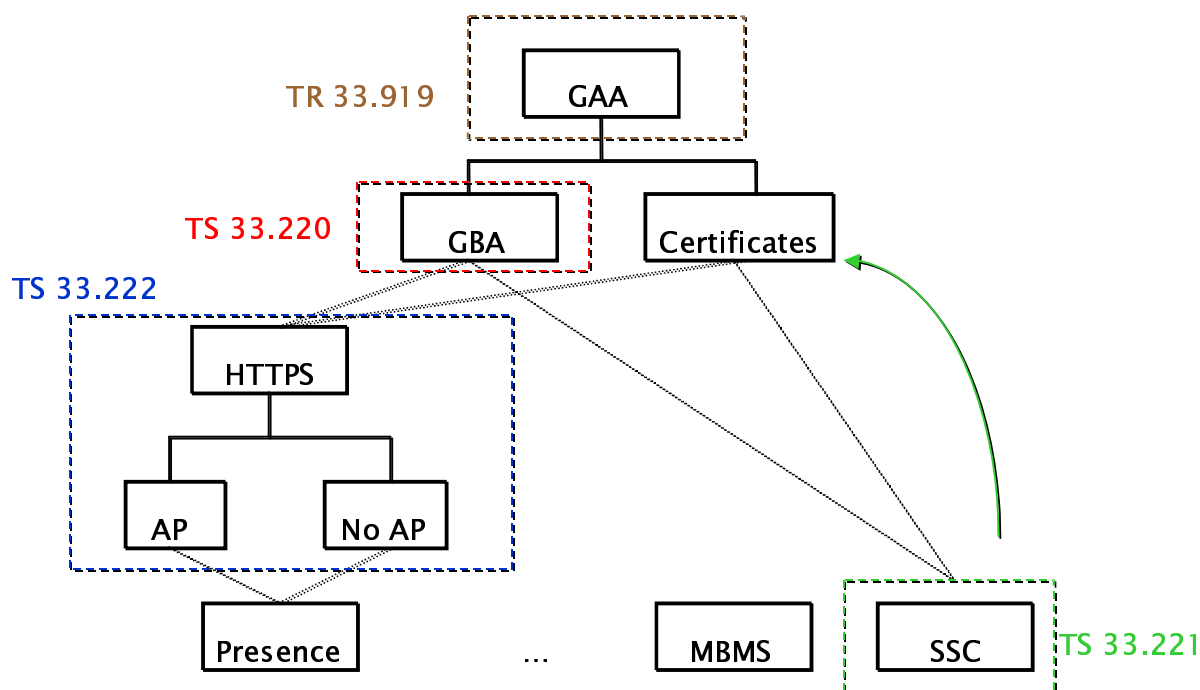 GAA
TR 33.919
TS 33.220
GBA
Certificates
TS 33.222
HTTPS
AP
No AP
Presence
...
MBMS
SSC
TS 33.221